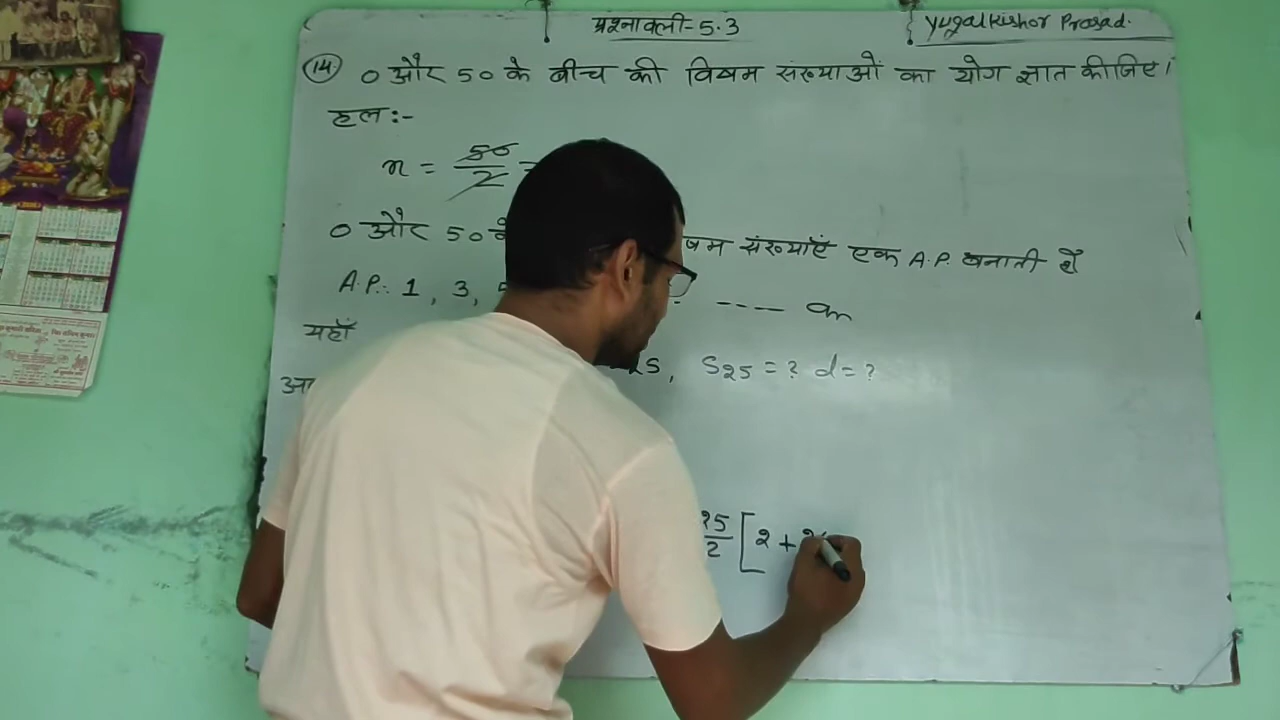 प्रश्नावली-5.3
Yugalkishor Prasad.
14 0 और 50 के बीच की विषम संख्याओं का योग ज्ञात कीजिए।
हल :-
n = 50/2 =
0 और 50 के षम संख्याएँ एक A.P. बनाती है
A.P.: 1, 3, ---- an
यहाँ
25, S25 = ? d = ?
25/2 [2 +